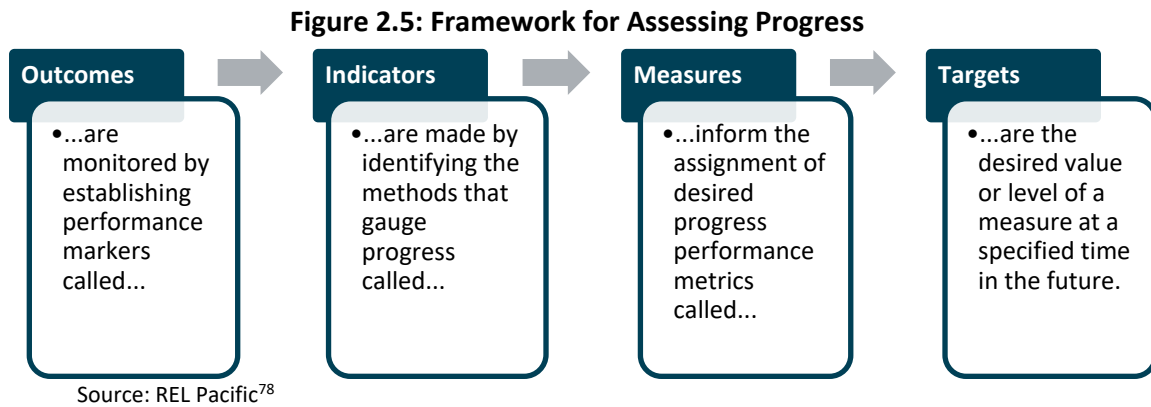 Figure 2.5: Framework for Assessing Progress
Outcomes
•...are
monitored by
establishing
performance
markers
called...
Indicators
•...are made by
identifying the
methods that
gauge
progress
called...
Measures
•...inform the
assignment of
desired
progress
performance
metrics
called...
Targets
•...are the
desired value
or level of a
measure at a
specified time
in the future.
Source: REL Pacific⁷⁸